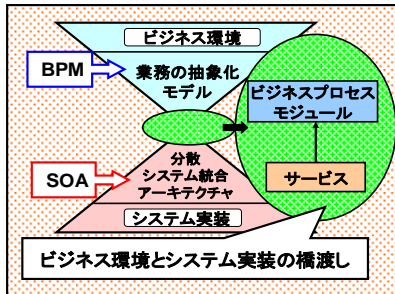 ビジネス環境
BPM
業務の抽象化
モデル
ビジネスプロセス
モジュール
分散
システム統合
アーキテクチャ
SOA
サービス
システム実装
ビジネス環境とシステム実装の橋渡し